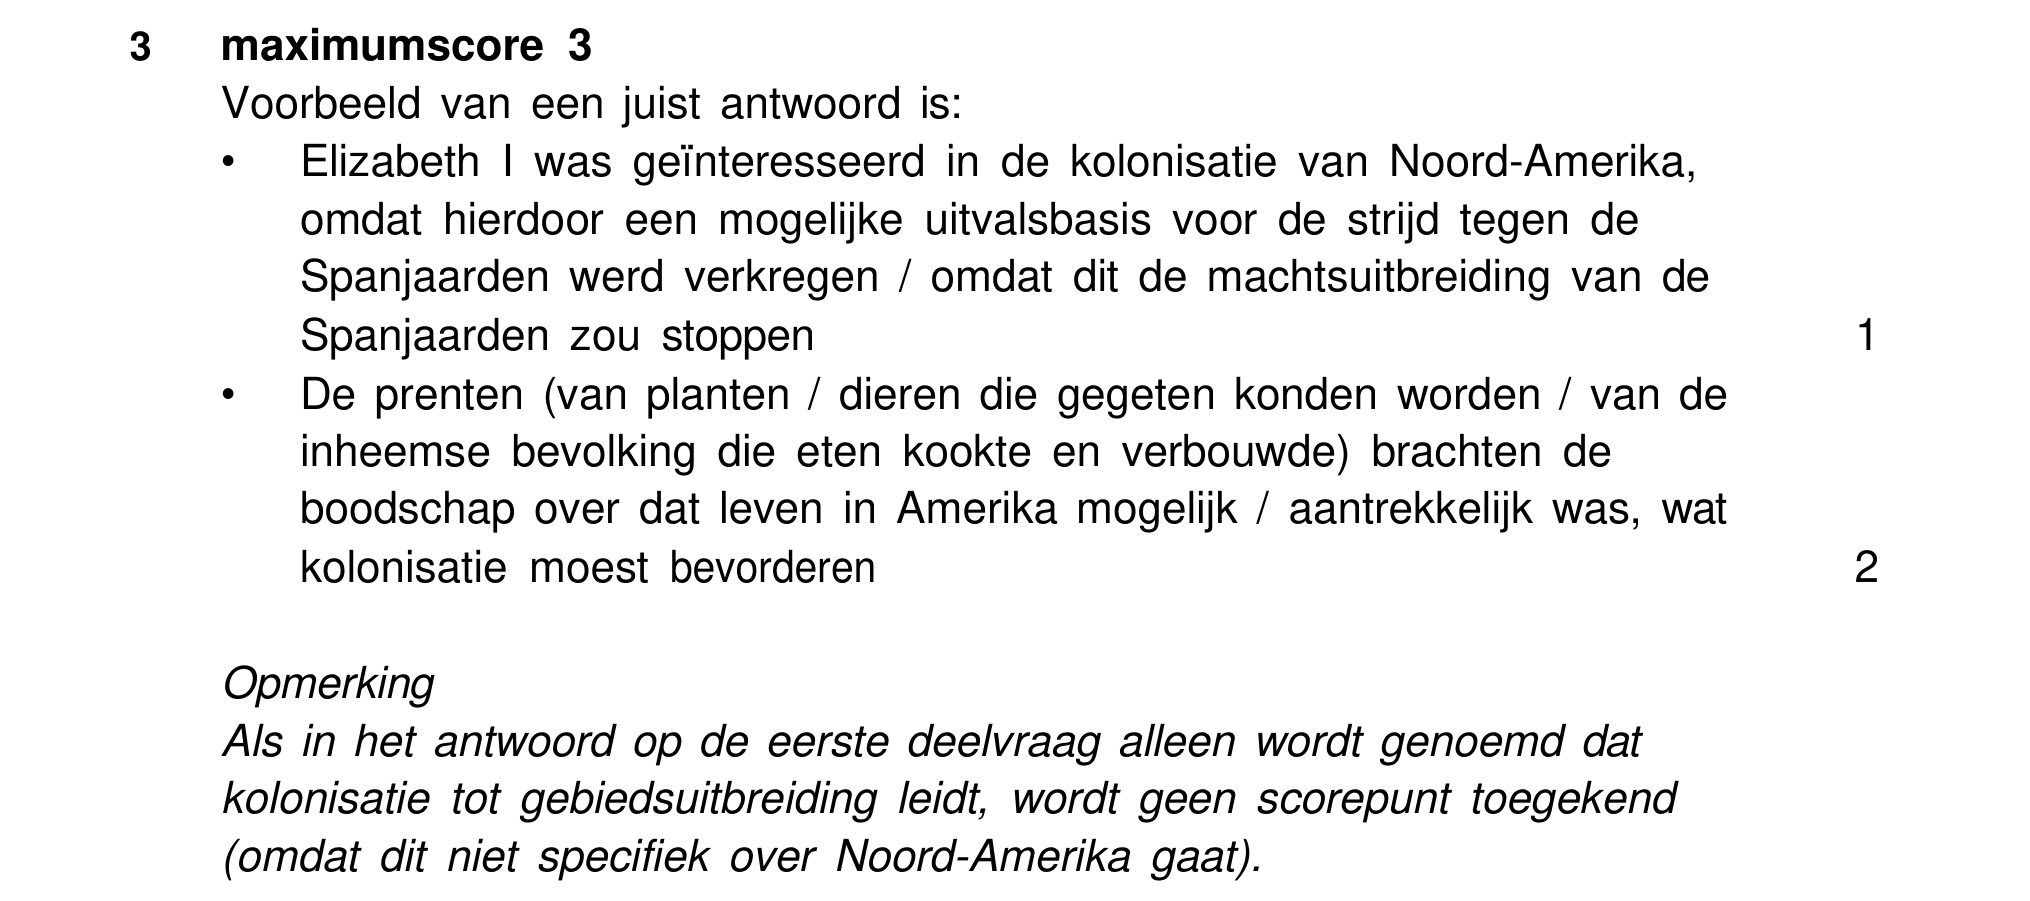 3 maximumscore 3
Voorbeeld van een juist antwoord is:
• Elizabeth I was geïnteresseerd in de kolonisatie van Noord-Amerika,
omdat hierdoor een mogelijke uitvalsbasis voor de strijd tegen de
Spanjaarden werd verkregen / omdat dit de machtsuitbreiding van de
Spanjaarden zou stoppen 1
• De prenten (van planten / dieren die gegeten konden worden / van de
inheemse bevolking die eten kookte en verbouwde) brachten de
boodschap over dat leven in Amerika mogelijk / aantrekkelijk was, wat
kolonisatie moest bevorderen 2
Opmerking
Als in het antwoord op de eerste deelvraag alleen wordt genoemd dat
kolonisatie tot gebiedsuitbreiding leidt, wordt geen scorepunt toegekend
(omdat dit niet specifiek over Noord-Amerika gaat).